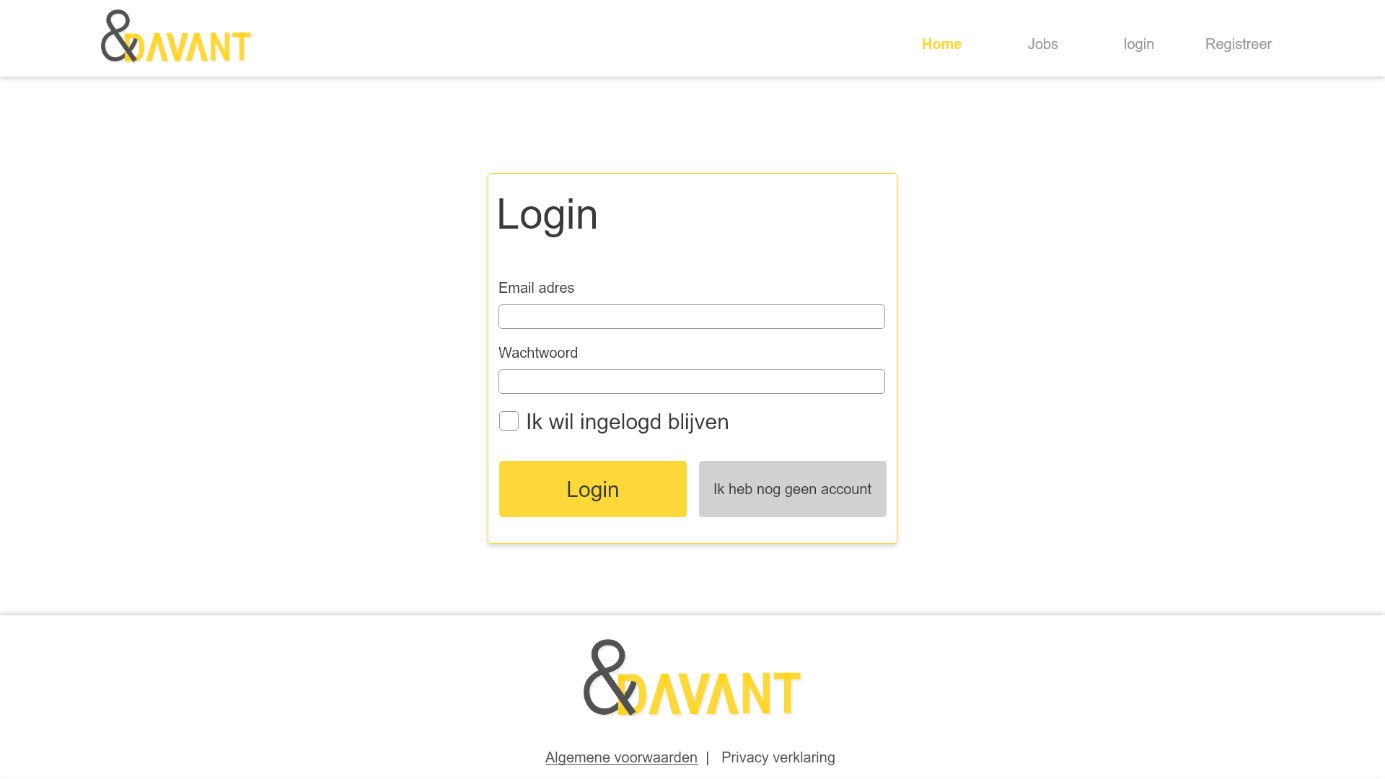 &DAVANT
Home Jobs login Registreer
Login
Email adres
Wachtwoord
Ik wil ingelogd blijven
Login Ik heb nog geen account
&DAVANT
Algemene voorwaarden | Privacy verklaring